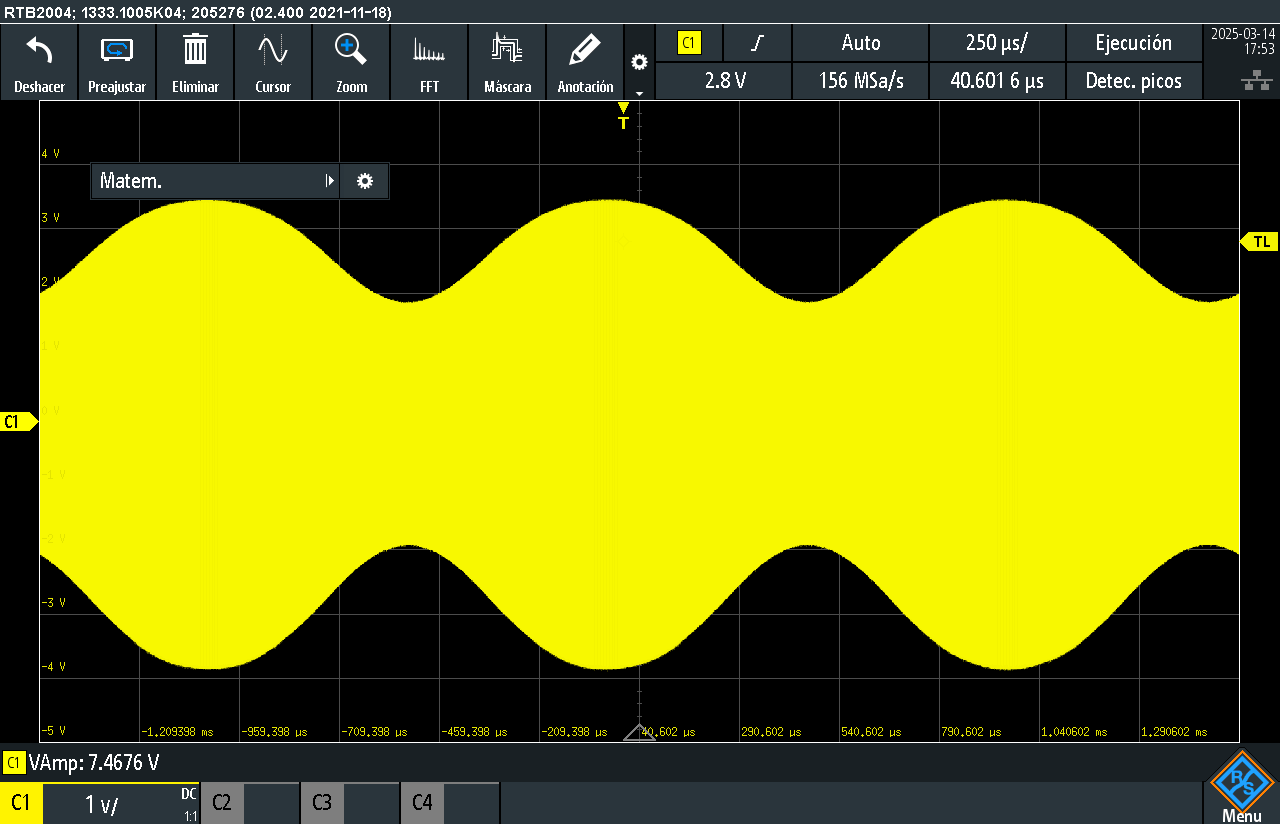 RTB2004; 1333.1005K04; 205276 (02.400 2021-11-18)
Deshacer Preajustar Eliminar Cursor Zoom FFT Máscara Anotación
C1 Auto 250 µs/ Ejecución
2.8 V 156 MSa/s 40.601 6 µs Detec. picos
2025-03-14
17:53
T
4 V
Matem.
3 V
TL
2 V
1 V
0 V
C1
-1 V
-2 V
-3 V
-4 V
-5 V
-1,209398 ms -959,398 µs -709,398 µs -459,398 µs -209,398 µs 40,602 µs 290,602 µs 540,602 µs 790,602 µs 1,040602 ms 1,290602 ms
C1 VAmp: 7.4676 V
C1 1 V/ DC 1:1 C2 C3 C4
R S
Menu